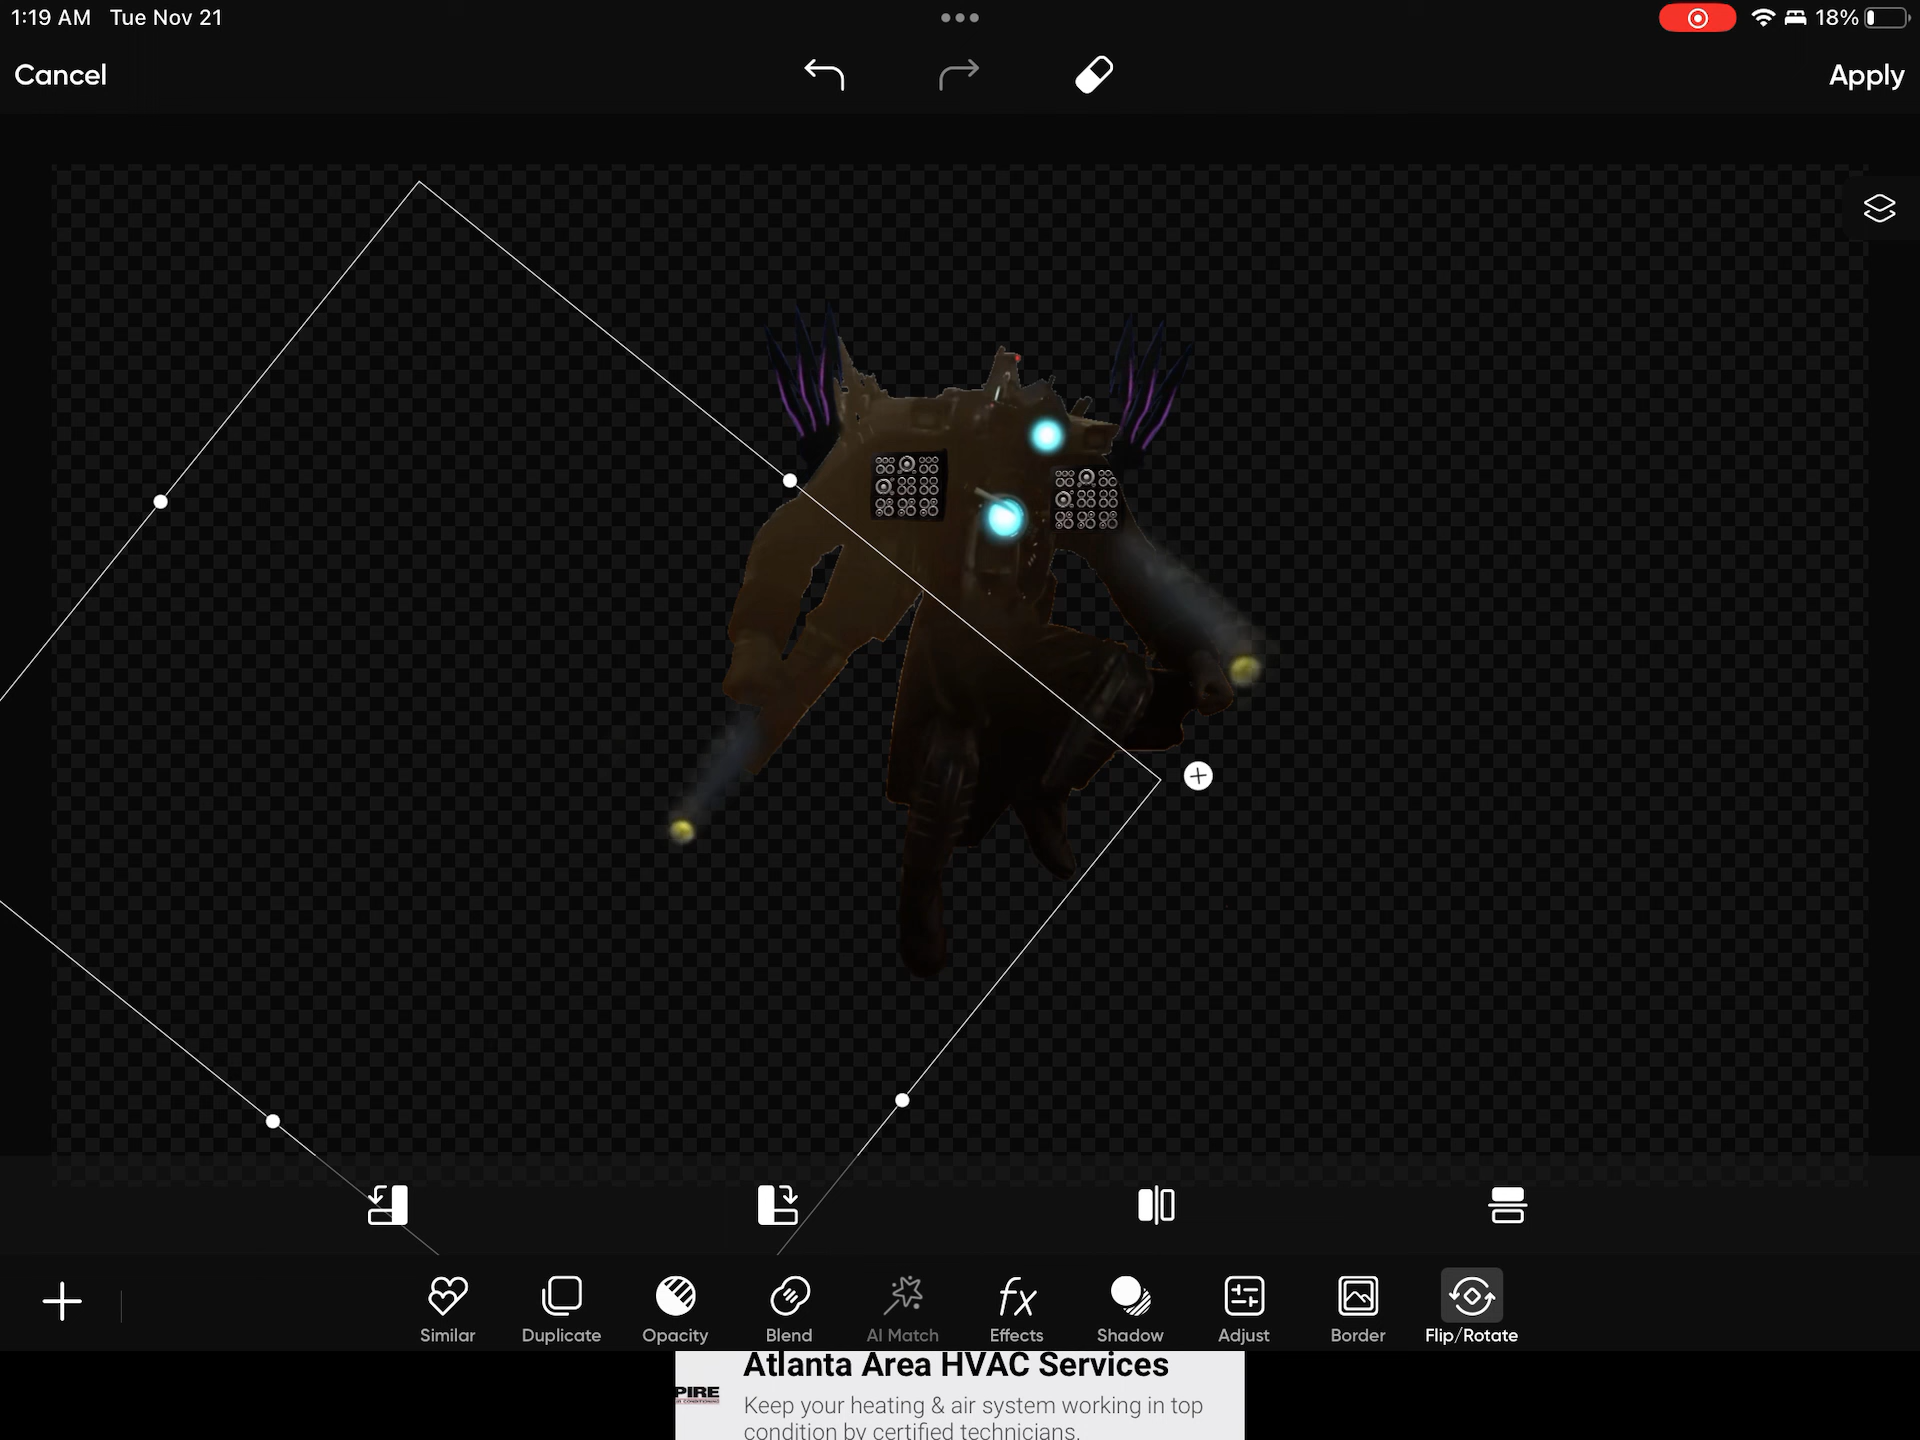 1:19 AM Tue Nov 21
18%
Cancel
Apply
Similar
Duplicate
Opacity
Blend
AI Match
fx
Effects
Shadow
Adjust
Border
Flip/Rotate
Atlanta Area HVAC Services
PIRE
Keep your heating & air system working in top
condition by certified technicians.